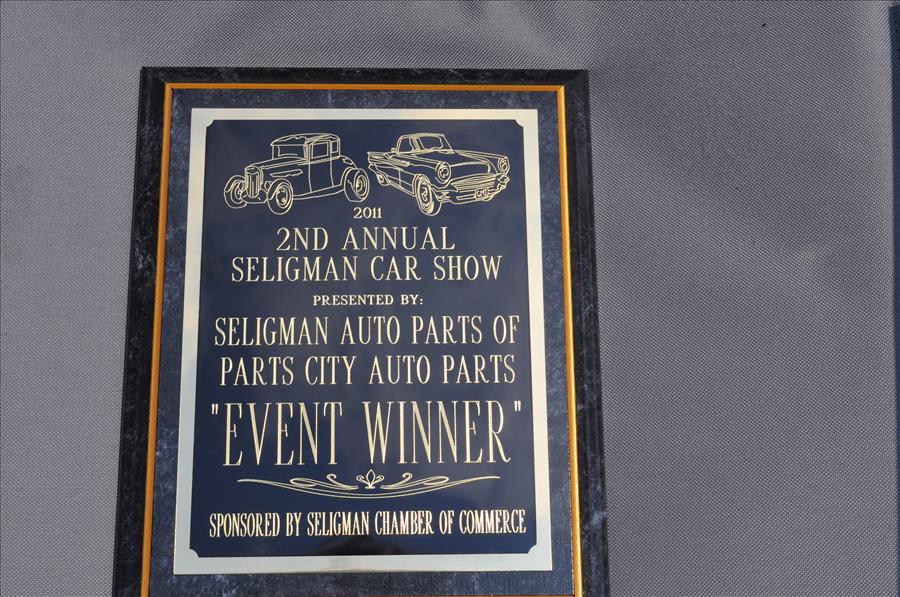 2011
2ND ANNUAL
SELIGMAN CAR SHOW
PRESENTED BY:
SELIGMAN AUTO PARTS OF
PARTS CITY AUTO PARTS
"EVENT WINNER"
SPONSORED BY SELIGMAN CHAMBER OF COMMERCE